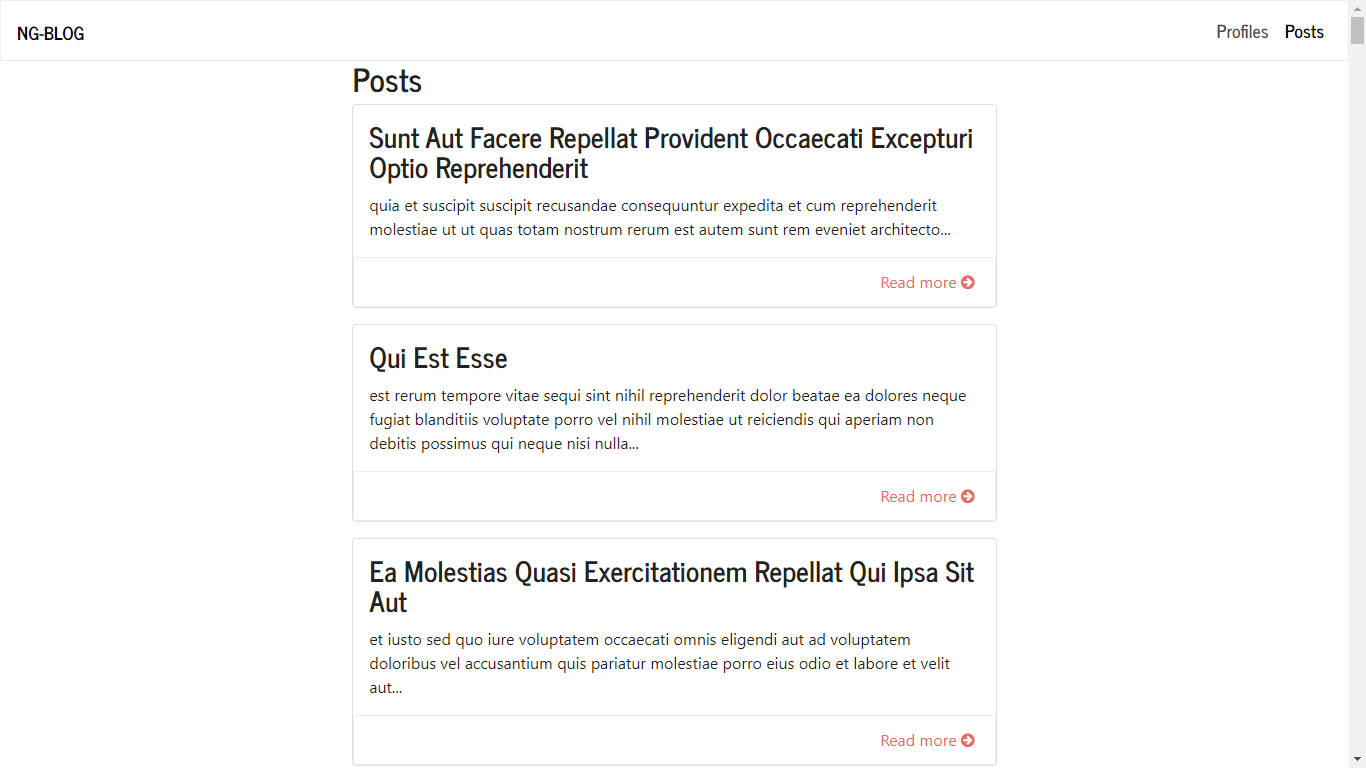 NG-BLOG
Profiles Posts
Posts
Sunt Aut Facere Repellat Provident Occaecati Excepturi
Optio Reprehenderit
quia et suscipit suscipit recusandae consequuntur expedita et cum reprehenderit
molestiae ut ut quas totam nostrum rerum est autem sunt rem eveniet architecto...
Read more
Qui Est Esse
est rerum tempore vitae sequi sint nihil reprehenderit dolor beatae ea dolores neque
fugiat blanditiis voluptate porro vel nihil molestiae ut reiciendis qui aperiam non
debitis possimus qui neque nisi nulla...
Read more
Ea Molestias Quasi Exercitationem Repellat Qui Ipsa Sit
Aut
et iusto sed quo iure voluptatem occaecati omnis eligendi aut ad voluptatem
doloribus vel accusantium quis pariatur molestiae porro eius odio et labore et velit
aut...
Read more